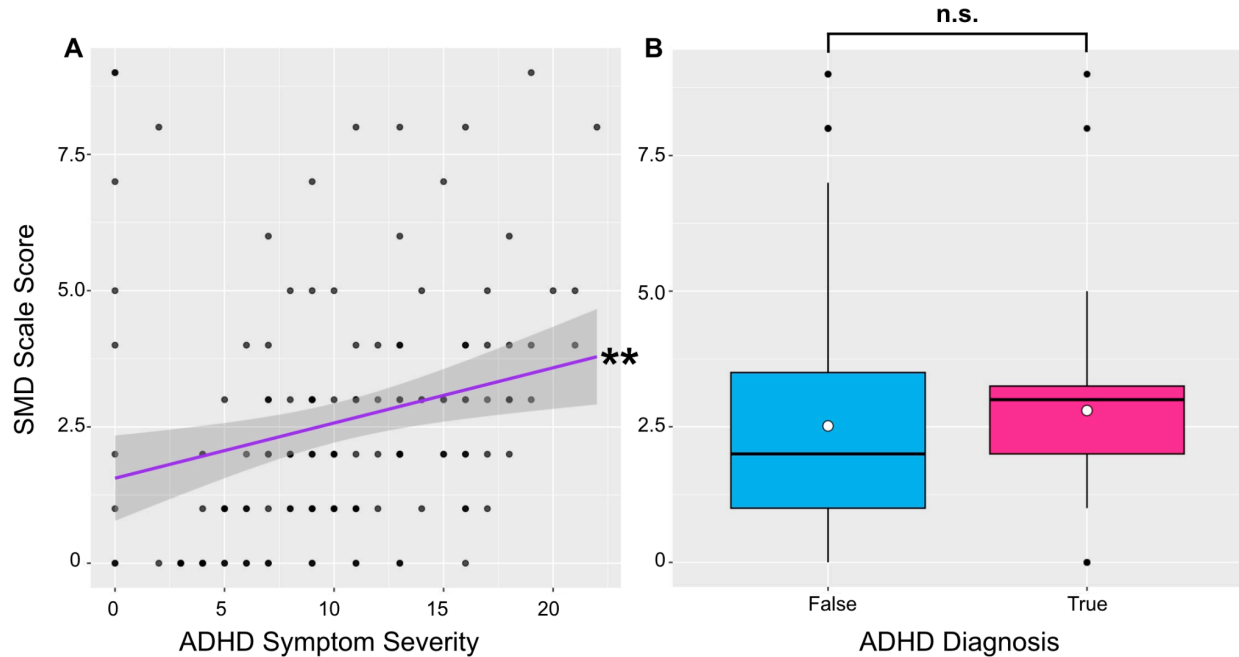 n.s.
A
B
SMD Scale Score
7.5
5.0
2.5
0
0 5 10 15 20
ADHD Symptom Severity
**
7.5
5.0
2.5
0
False True
ADHD Diagnosis